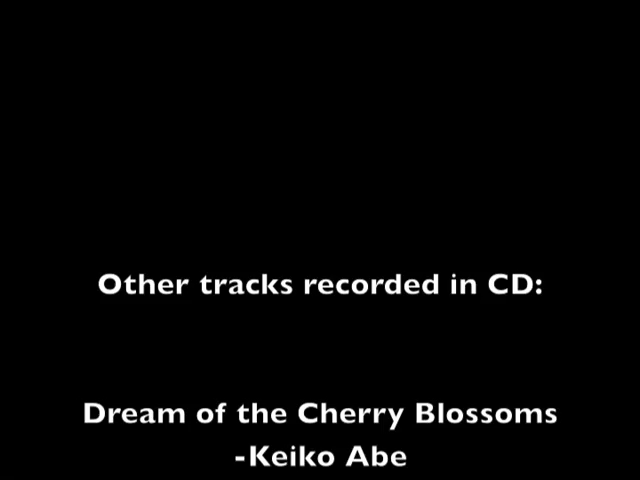 Other tracks recorded in CD:
Dream of the Cherry Blossoms
-Keiko Abe